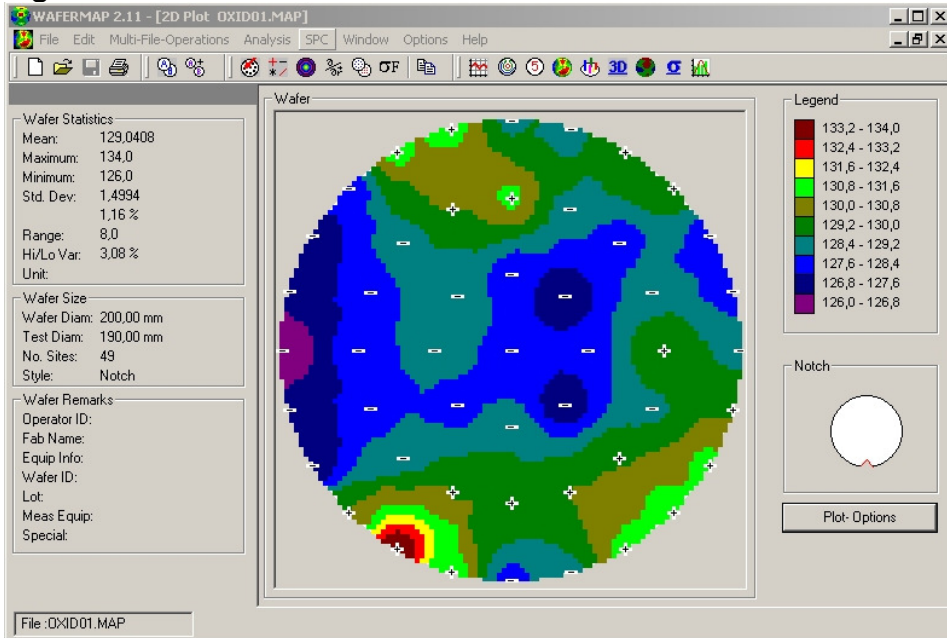 WAFERMAP 2.11 - [2D Plot OXID01.MAP]
File Edit Multi-File-Operations Analysis SPC Window Options Help
σF 3D σ
Wafer Statistics
Mean: 129,0408
Maximum: 134,0
Minimum: 126,0
Std. Dev: 1,4994
1,16 %
Range: 8,0
Hi/Lo Var: 3,08 %
Unit:
Wafer Size
Wafer Diam: 200,00 mm
Test Diam: 190,00 mm
No. Sites: 49
Style: Notch
Wafer Remarks
Operator ID:
Fab Name:
Equip Info:
Wafer ID:
Lot:
Meas Equip:
Special:
Wafer
Legend
133,2 - 134,0
132,4 - 133,2
131,6 - 132,4
130,8 - 131,6
130,0 - 130,8
129,2 - 130,0
128,4 - 129,2
127,6 - 128,4
126,8 - 127,6
126,0 - 126,8
Notch
Plot- Options
File :OXID01.MAP